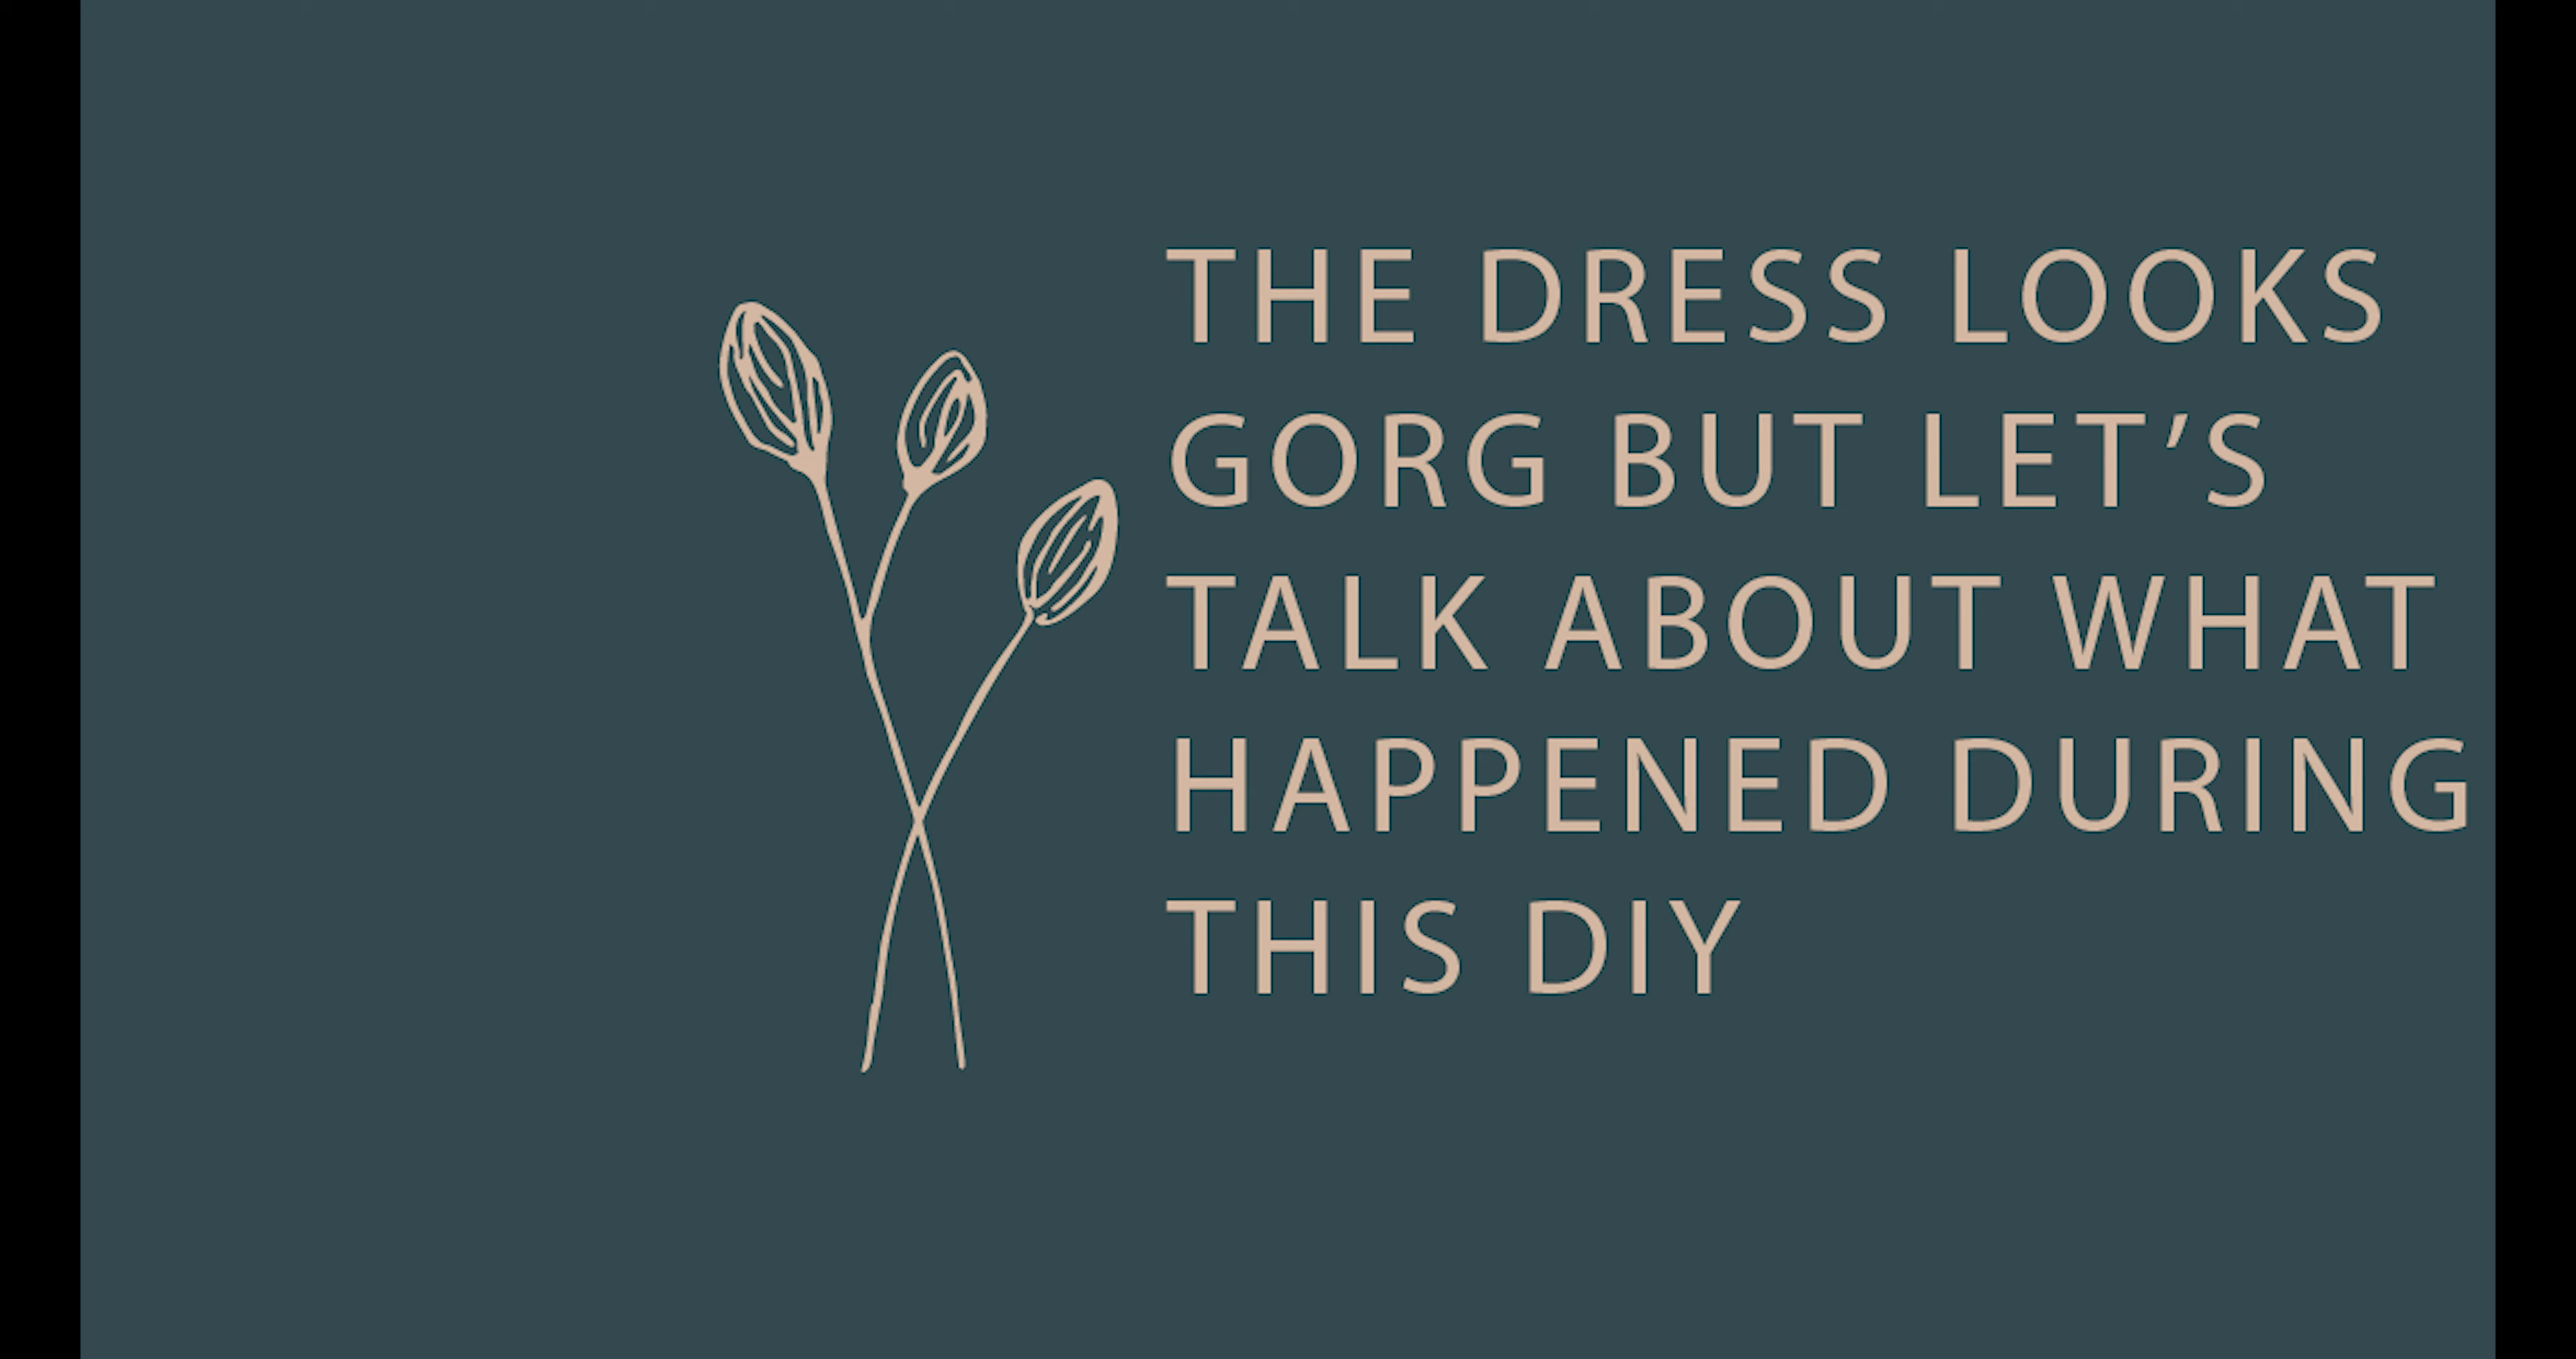 THE DRESS LOOKS
GORG BUT LET’S
TALK ABOUT WHAT
HAPPENED DURING
THIS DIY